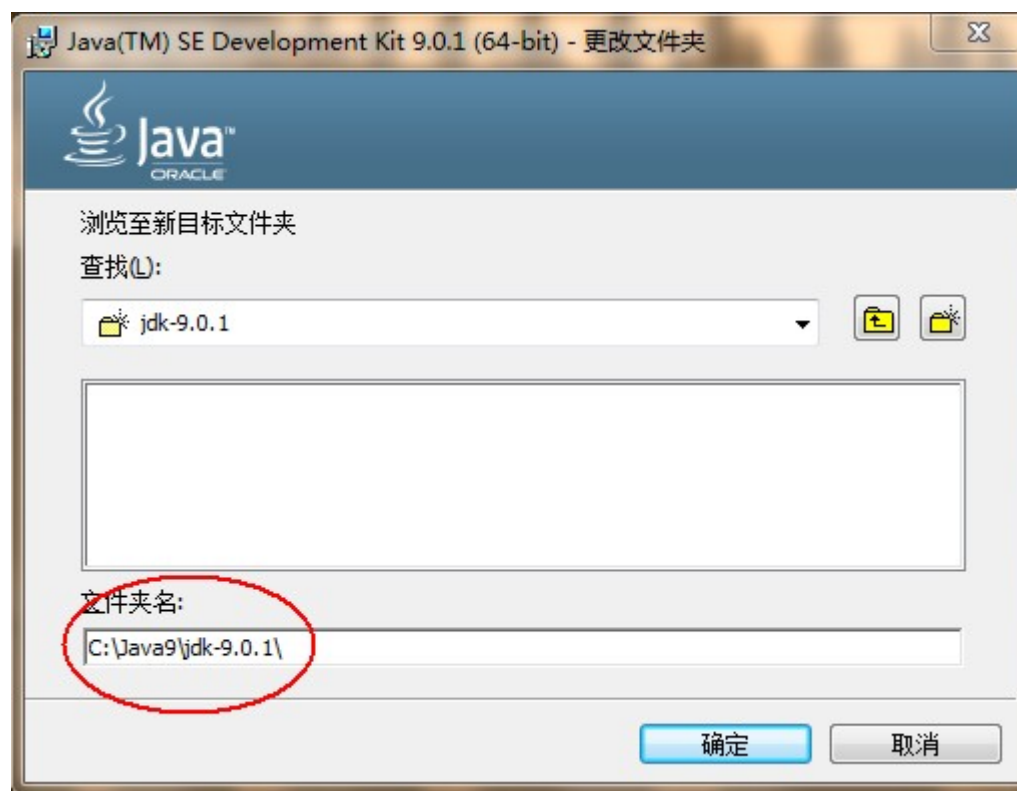 Java(TM) SE Development Kit 9.0.1 (64-bit) - 更改文件夹
Java™
ORACLE
浏览至新目标文件夹
查找(L):
jdk-9.0.1
文件夹名:
C:\Java9\jdk-9.0.1\
确定
取消